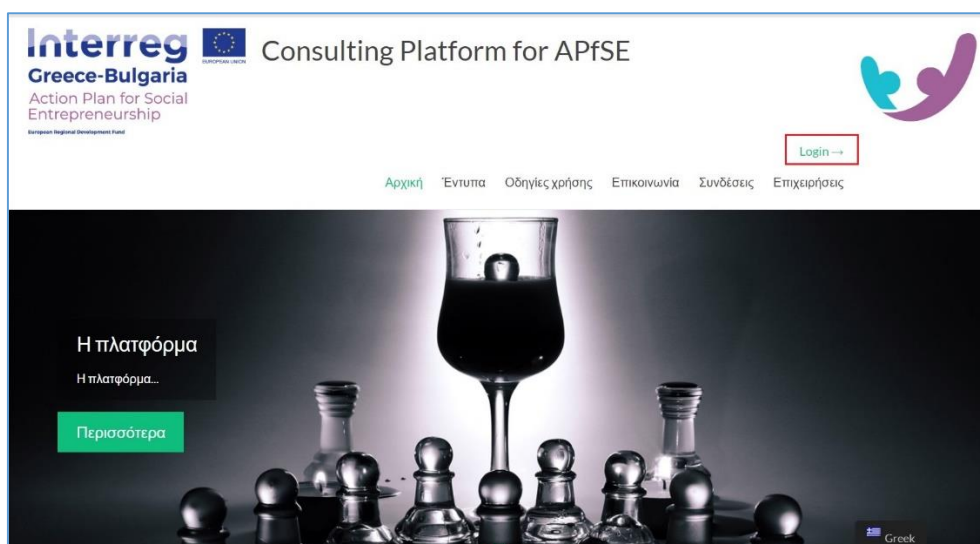 Interreg
EUROPEAN UNION
Greece-Bulgaria
Action Plan for Social
Entrepreneurship
European Regional Development Fund
Consulting Platform for APfSE
Login →
Αρχική Έντυπα Οδηγίες χρήσης Επικοινωνία Συνδέσεις Επιχειρήσεις
Η πλατφόρμα
Η πλατφόρμα...
Περισσότερα
Greek